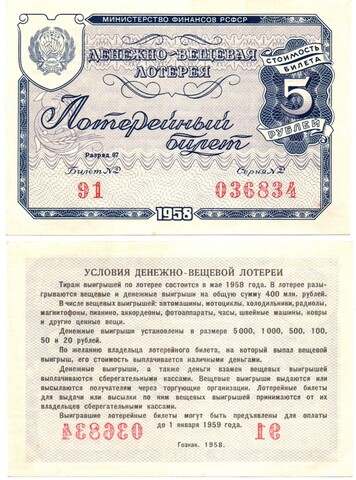 МИНИСТЕРСТВО ФИНАНСОВ РСФСР
ДЕНЕЖНО-ВЕЩЕВАЯ
ЛОТЕРЕЯ
СТОИМОСТЬ
БИЛЕТА
5
РУБЛЕЙ
Лотерейный
билет
Разряд 07
Билет №
Серия №
91
036834
1958
УСЛОВИЯ ДЕНЕЖНО-ВЕЩЕВОЙ ЛОТЕРЕИ
Тираж выигрышей по лотерее состоится в мае 1958 года. В лотерее разы-
грываются вещевые и денежные выигрыши на общую сумму 400 млн. рублей.
В числе вещевых выигрышей: автомашины, мотоциклы, холодильники, радиолы,
магнитофоны, пианино, аккордеоны, фотоаппараты, часы, швейные машины, ковры
и другие ценные вещи.
Денежные выигрыши установлены в размере 5000, 1000, 500, 100,
50 и 20 рублей.
По желанию владельца лотерейного билета, на который выпал вещевой
выигрыш, его стоимость выплачивается наличными деньгами.
Денежные выигрыши, а также деньги взамен вещевых выигрышей
выплачиваются сберегательными кассами. Вещевые выигрыши выдаются или
высылаются получателям через торгующие организации. Лотерейные билеты
для выдачи или высылки по ним вещевых выигрышей принимаются от их
владельцев сберегательными кассами.
Выигравшие лотерейные билеты могут быть предъявлены для оплаты
до 1 января 1959 года.
036834
91
Гознак. 1958.